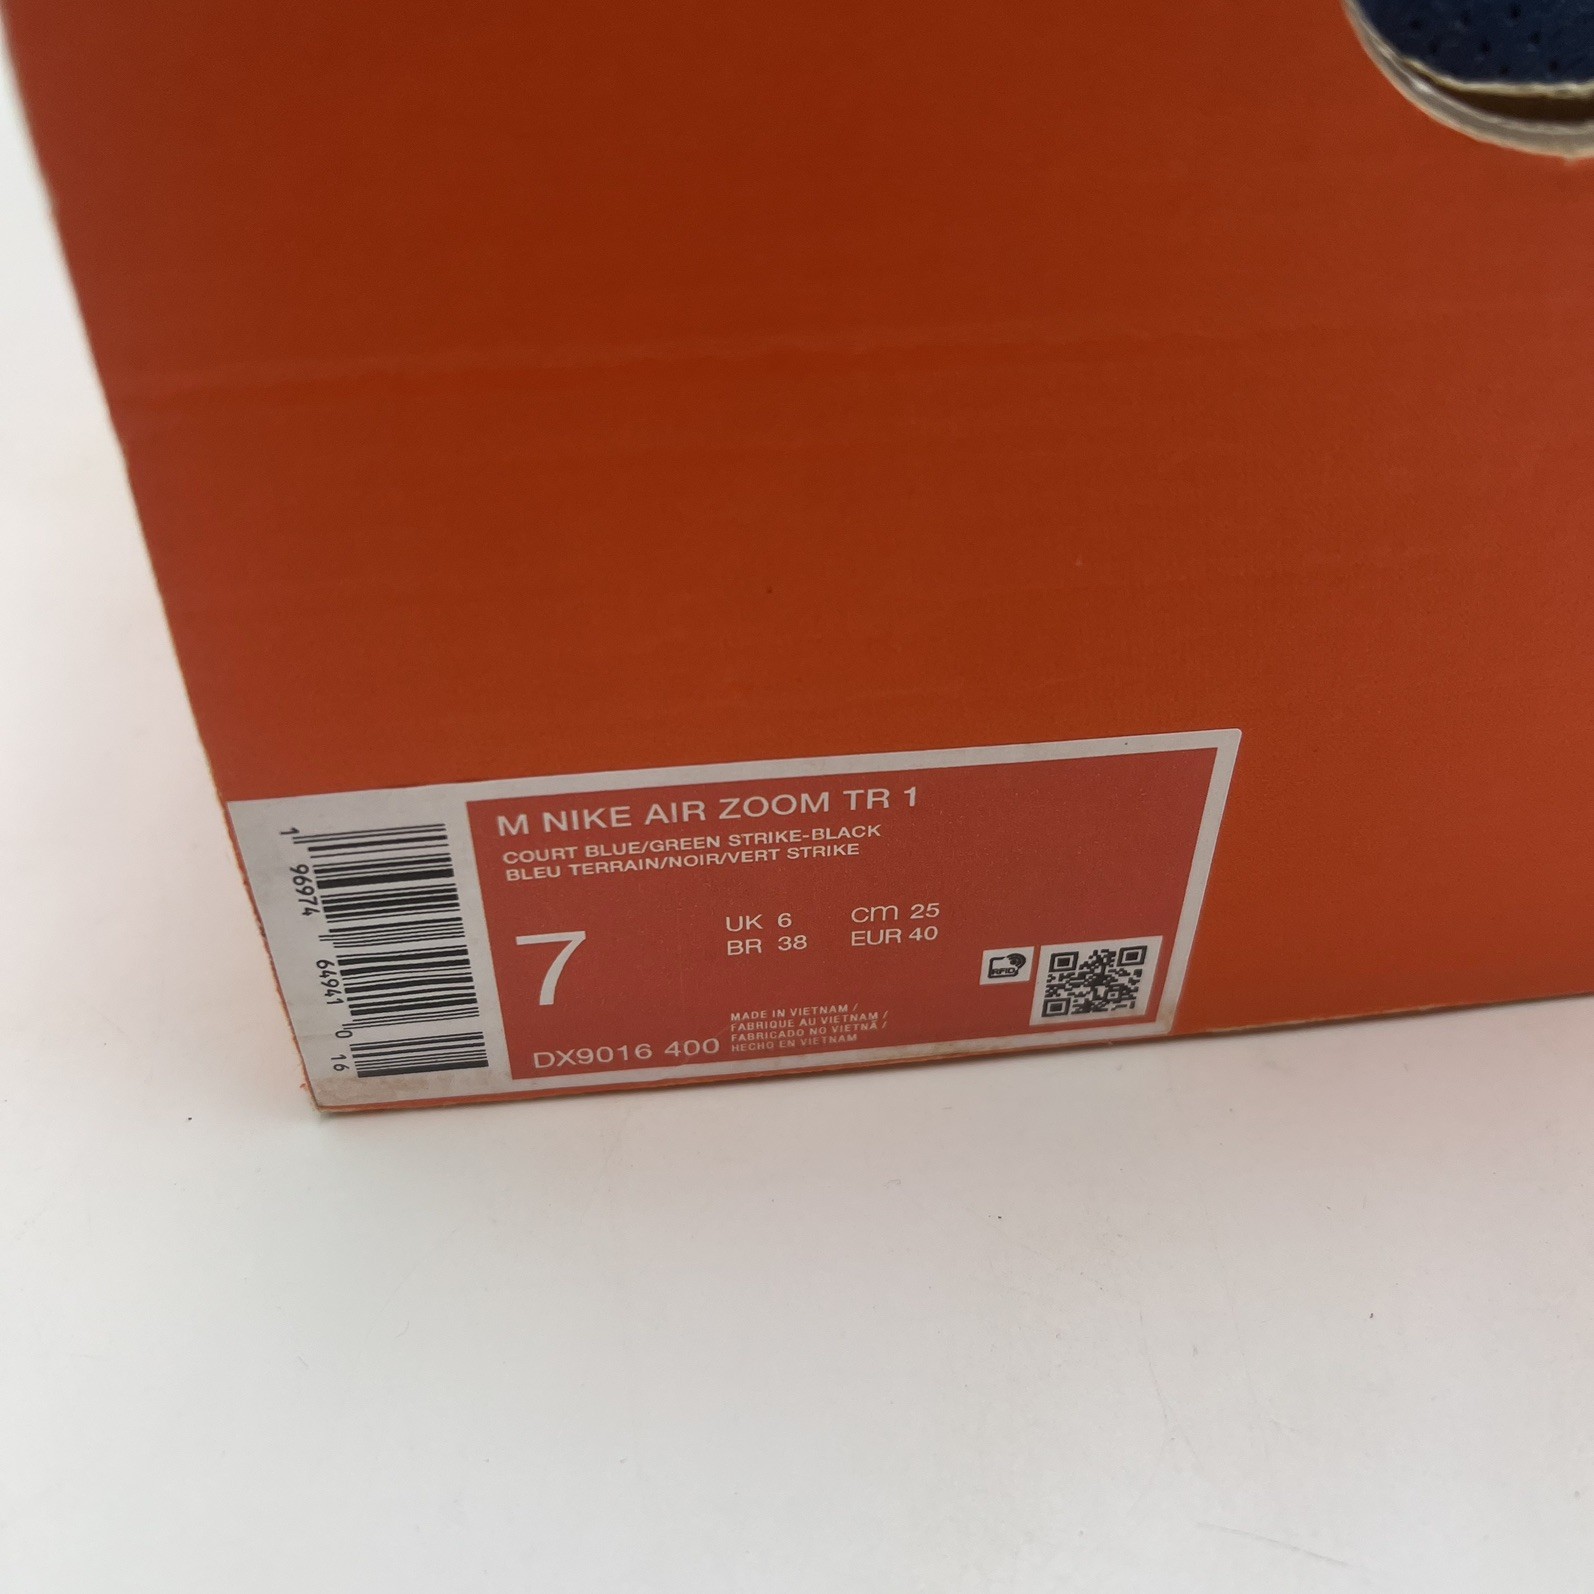 M NIKE AIR ZOOM TR 1
COURT BLUE/GREEN STRIKE-BLACK
BLEU TERRAIN/NOIR/VERT STRIKE
7
UK 6 cm 25
BR 38 EUR 40
RFID
MADE IN VIETNAM /
FABRIQUE AU VIETNAM /
FABRICADO NO VIETNÃ /
HECHO EN VIETNAM
DX9016 400
1 96974 64941 0 16